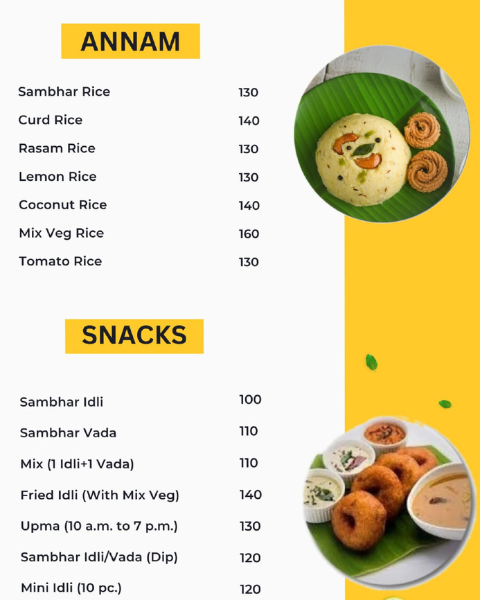 ANNAM
Sambhar Rice 130
Curd Rice 140
Rasam Rice 130
Lemon Rice 130
Coconut Rice 140
Mix Veg Rice 160
Tomato Rice 130
SNACKS
Sambhar Idli 100
Sambhar Vada 110
Mix (1 Idli+1 Vada) 110
Fried Idli (With Mix Veg) 140
Upma (10 a.m. to 7 p.m.) 130
Sambhar Idli/Vada (Dip) 120
Mini Idli (10 pc.) 120